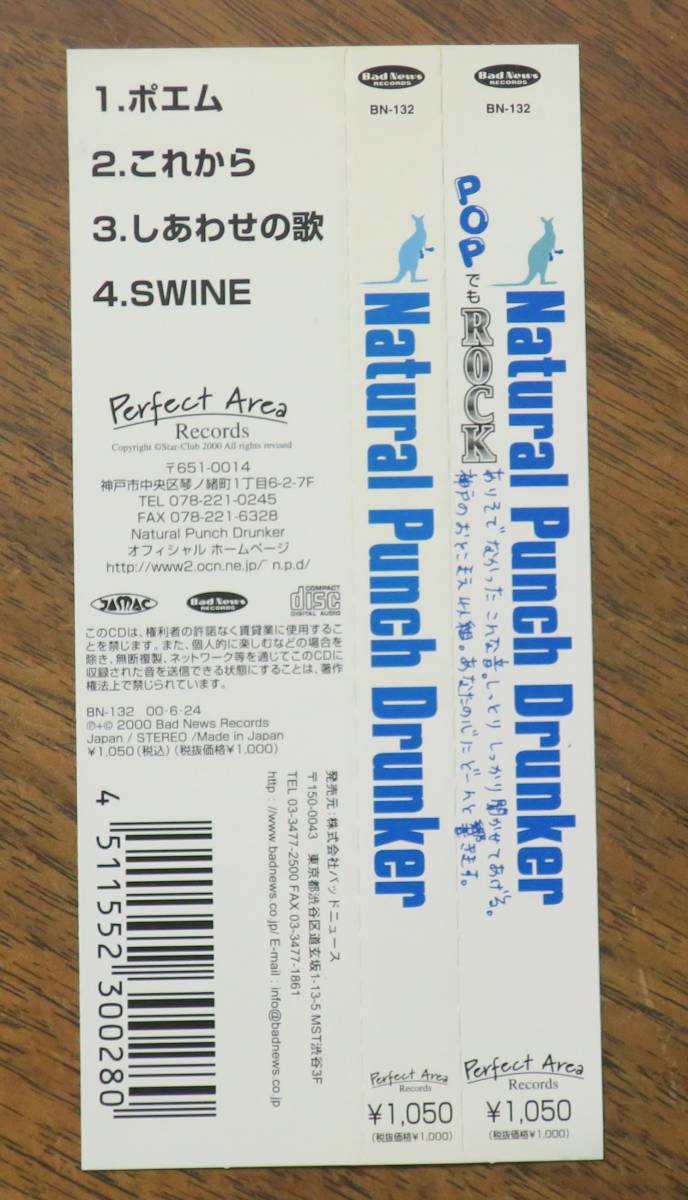 1.ポエム
2.これから
3.しあわせの歌
4.SWINE
Perfect Area
Records
Copyright ©Star-Club 2000 All rights revised
〒651-0014
神戸市中央区琴ノ緒町1丁目6-2-7F
TEL 078-221-0245
FAX 078-221-6328
Natural Punch Drunker
オフィシャル ホームページ
http://www2.ocn.ne.jp/~n.p.d/
JASMAC
Bad News
RECORDS
COMPACT
disc
DIGITAL AUDIO
このCDは、権利者の許諾なく賃貸業に使用するこ
とを禁じます。また、個人的に楽しむなどの場合を
除き、無断複製、ネットワーク等を通じてこのCDに
収録された音を送信できる状態にすることは、著作
権法上で禁じられています。
BN-132 00・6・24
℗+© 2000 Bad News Records
Japan / STEREO /Made in Japan
¥1,050(税込)(税抜価格¥1,000)
4 511552 300280
発売元:株式会社バッドニュース
〒150-0043 東京都渋谷区道玄坂1-13-5 MST渋谷3F
TEL 03-3477-2500 FAX 03-3477-1861
http://www.badnews.co.jp/ E-mail : info@badnews.co.jp
Bad News
RECORDS
BN-132
Natural Punch Drunker
Perfect Area
Records
¥1,050
(税抜価格¥1,000)
Bad News
RECORDS
BN-132
Natural Punch Drunker
POPでもROCK
ありそでなかったこんな音。しっとりしっかり聞かせてあげる。
神戸のおとこまえ4人組。あなたの心にどーんと響きます。
Perfect Area
Records
¥1,050
(税抜価格¥1,000)